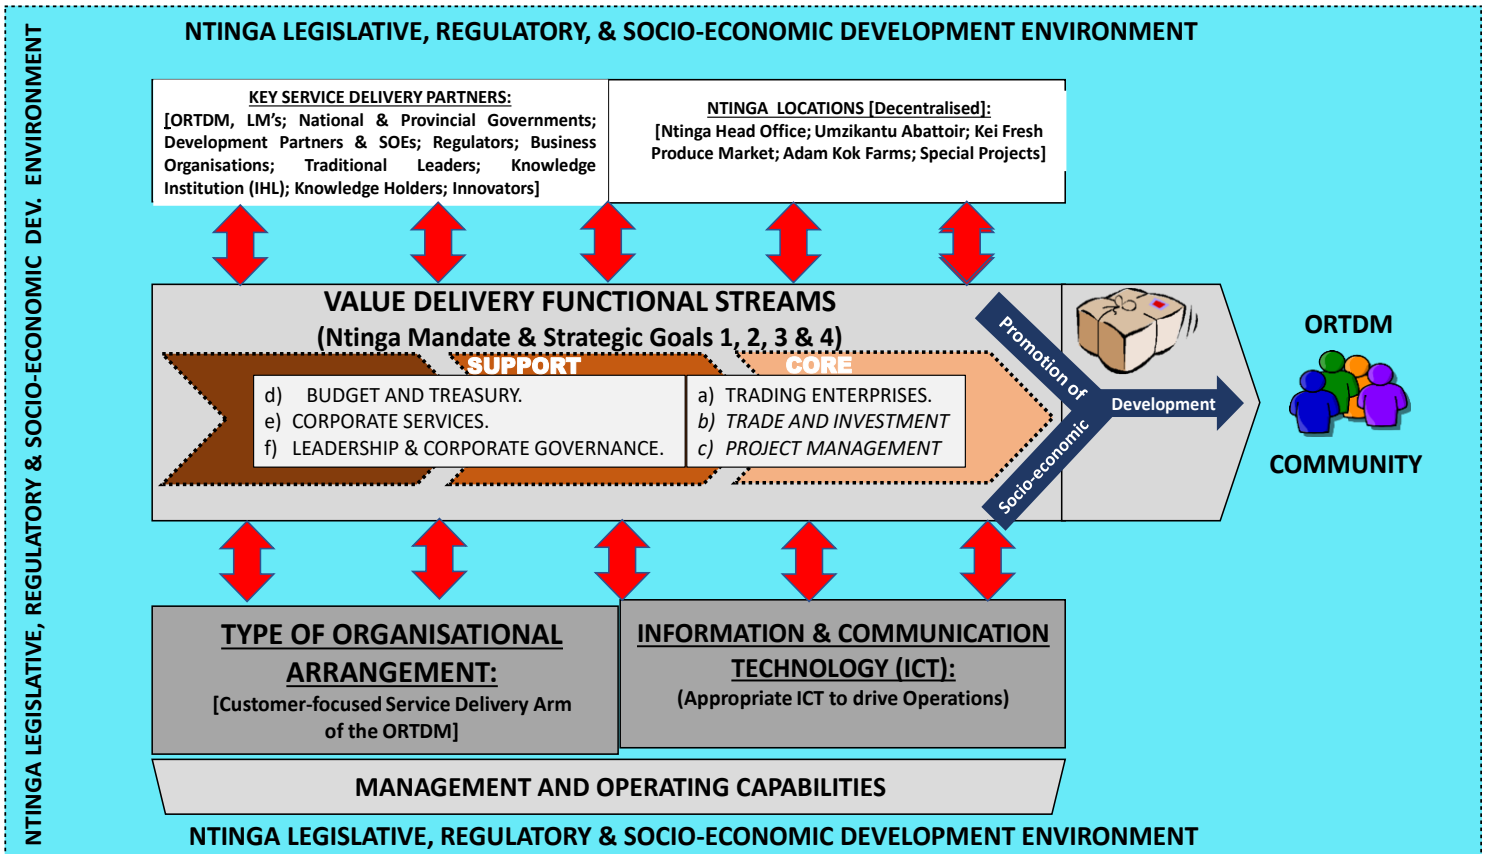 NTINGA LEGISLATIVE, REGULATORY, & SOCIO-ECONOMIC DEVELOPMENT ENVIRONMENT
NTINGA LEGISLATIVE, REGULATORY & SOCIO-ECONOMIC DEV. ENVIRONMENT
KEY SERVICE DELIVERY PARTNERS:
[ORTDM, LM's; National & Provincial Governments;
Development Partners & SOEs; Regulators; Business
Organisations; Traditional Leaders; Knowledge
Institution (IHL); Knowledge Holders; Innovators]
NTINGA LOCATIONS [Decentralised]:
[Ntinga Head Office; Umzikantu Abattoir; Kei Fresh
Produce Market; Adam Kok Farms; Special Projects]
VALUE DELIVERY FUNCTIONAL STREAMS
(Ntinga Mandate & Strategic Goals 1, 2, 3 & 4)
SUPPORT
d) BUDGET AND TREASURY.
e) CORPORATE SERVICES.
f) LEADERSHIP & CORPORATE GOVERNANCE.
CORE
a) TRADING ENTERPRISES.
b) TRADE AND INVESTMENT
c) PROJECT MANAGEMENT
Promotion of
Socio-economic
Development
ORTDM
COMMUNITY
TYPE OF ORGANISATIONAL
ARRANGEMENT:
[Customer-focused Service Delivery Arm
of the ORTDM]
INFORMATION & COMMUNICATION
TECHNOLOGY (ICT):
(Appropriate ICT to drive Operations)
MANAGEMENT AND OPERATING CAPABILITIES
NTINGA LEGISLATIVE, REGULATORY & SOCIO-ECONOMIC DEVELOPMENT ENVIRONMENT